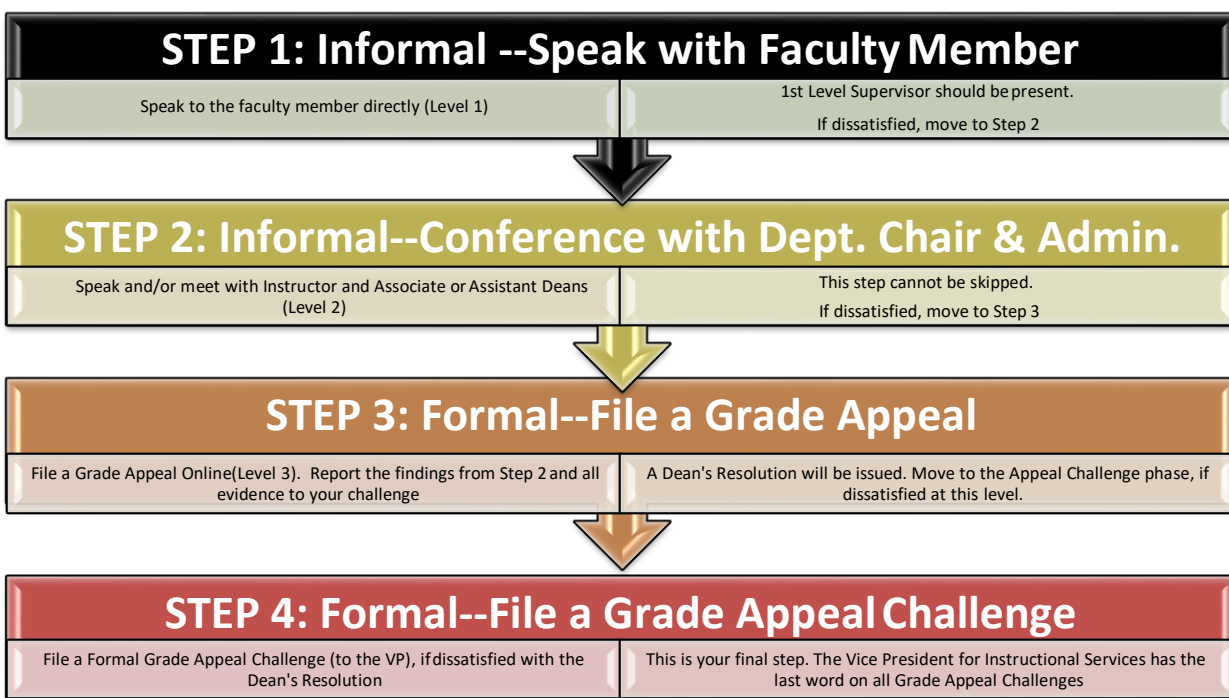 STEP 1: Informal --Speak with Faculty Member
Speak to the faculty member directly (Level 1)
1st Level Supervisor should be present.
If dissatisfied, move to Step 2
STEP 2: Informal--Conference with Dept. Chair & Admin.
Speak and/or meet with Instructor and Associate or Assistant Deans
(Level 2)
This step cannot be skipped.
If dissatisfied, move to Step 3
STEP 3: Formal--File a Grade Appeal
File a Grade Appeal Online(Level 3). Report the findings from Step 2 and all
evidence to your challenge
A Dean's Resolution will be issued. Move to the Appeal Challenge phase, if
dissatisfied at this level.
STEP 4: Formal--File a Grade Appeal Challenge
File a Formal Grade Appeal Challenge (to the VP), if dissatisfied with the
Dean's Resolution
This is your final step. The Vice President for Instructional Services has the
last word on all Grade Appeal Challenges